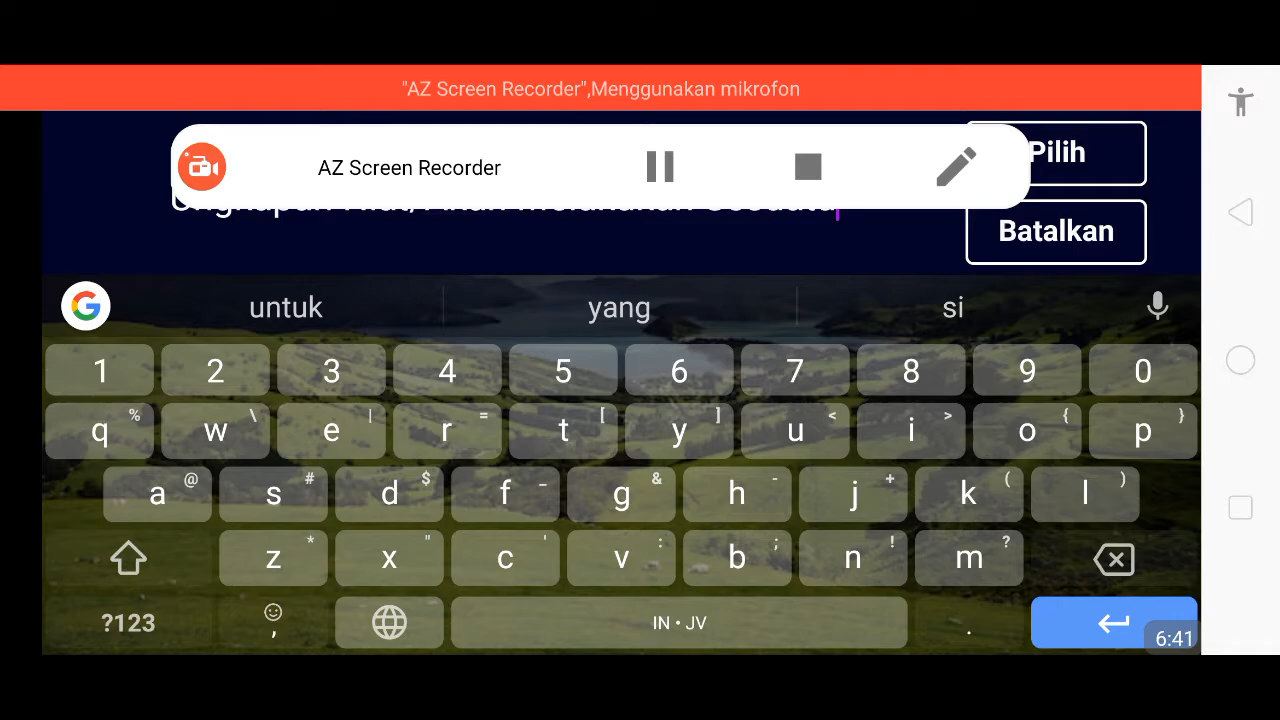 "AZ Screen Recorder",Menggunakan mikrofon
AZ Screen Recorder
Pilih
Batalkan
untuk yang si
1 2 3 4 5 6 7 8 9 0
% \ | = [ ] < > { }
q w e r t y u i o p
@ # $ _ & - + ( )
a s d f g h j k l
* " ' : ; ! ?
z x c v b n m
?123 , IN • JV .
6:41